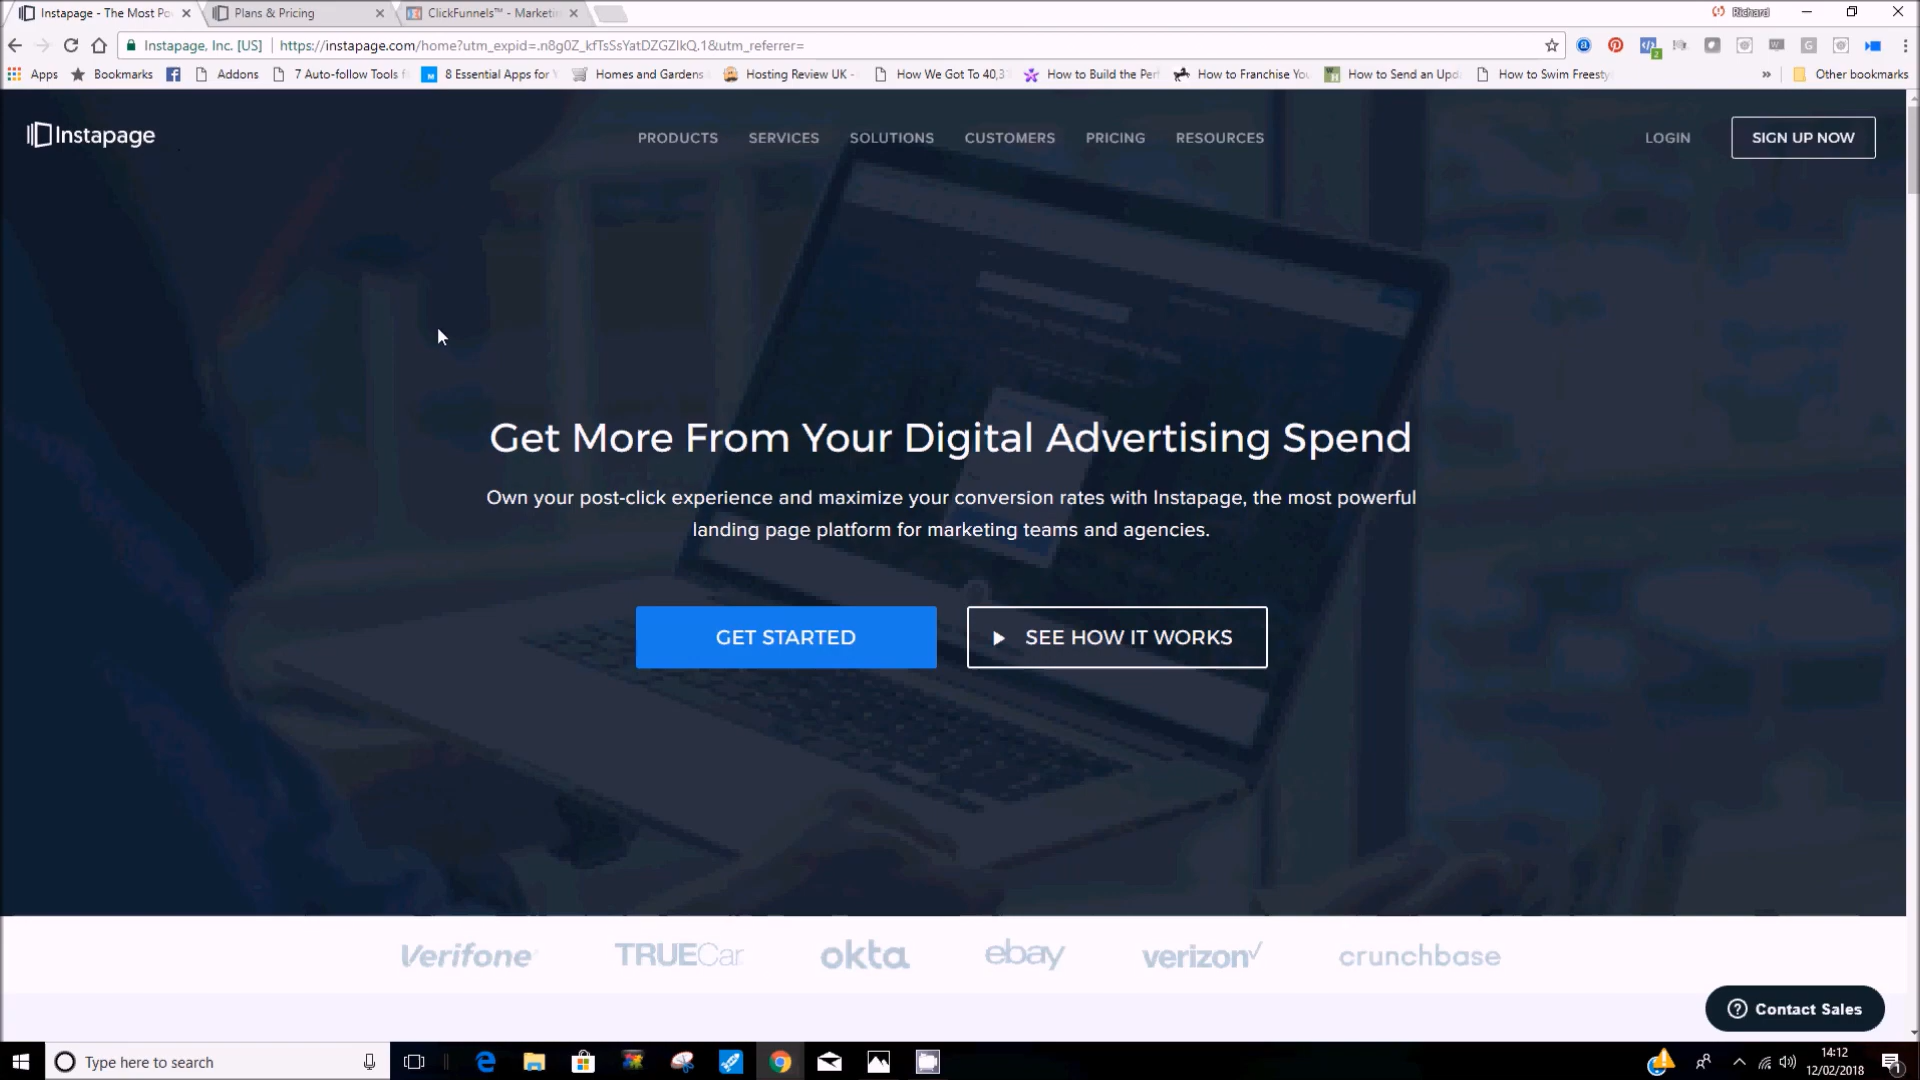 Instapage - The Most Po
Plans & Pricing
ClickFunnels™ - Marketin
Richard
Instapage, Inc. [US]
https://instapage.com/home?utm_expid=.n8g0Z_kfTsSsYatDZGZlkQ.1&utm_referrer=
Apps
Bookmarks
Addons
7 Auto-follow Tools f
8 Essential Apps for
Homes and Gardens
Hosting Review UK -
How We Got To 40,3
How to Build the Per
How to Franchise You
How to Send an Upd
How to Swim Freesty
»
Other bookmarks
Instapage
PRODUCTS
SERVICES
SOLUTIONS
CUSTOMERS
PRICING
RESOURCES
LOGIN
SIGN UP NOW
Get More From Your Digital Advertising Spend
Own your post-click experience and maximize your conversion rates with Instapage, the most powerful
landing page platform for marketing teams and agencies.
GET STARTED
SEE HOW IT WORKS
Verifone
TRUECar
okta
ebay
verizon
crunchbase
Contact Sales
Type here to search
14:12
12/02/2018